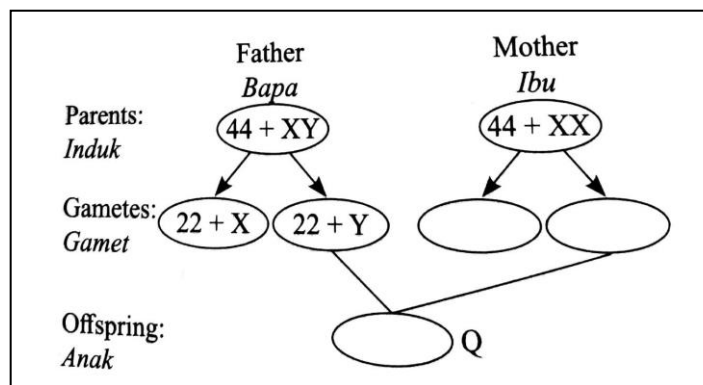 Father
Bapa
Mother
Ibu
Parents:
Induk
44 + XY
44 + XX
Gametes:
Gamet
22 + X
22 + Y
Offspring:
Anak
Q